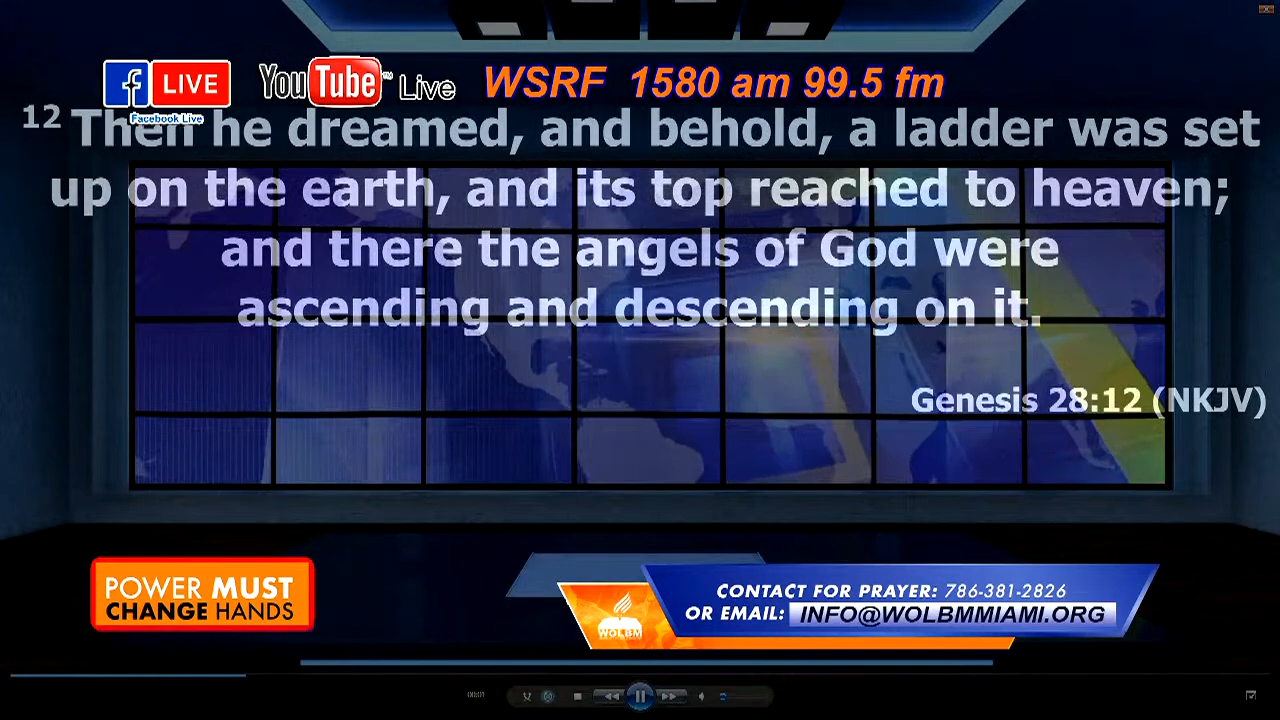 f LIVE
Facebook Live
YouTube™ Live
WSRF 1580 am 99.5 fm
12 Then he dreamed, and behold, a ladder was set
up on the earth, and its top reached to heaven;
and there the angels of God were
ascending and descending on it.
Genesis 28:12 (NKJV)
POWER MUST
CHANGE HANDS
WOLBM
CONTACT FOR PRAYER: 786-381-2826
OR EMAIL: INFO@WOLBMMIAMI.ORG
00:01